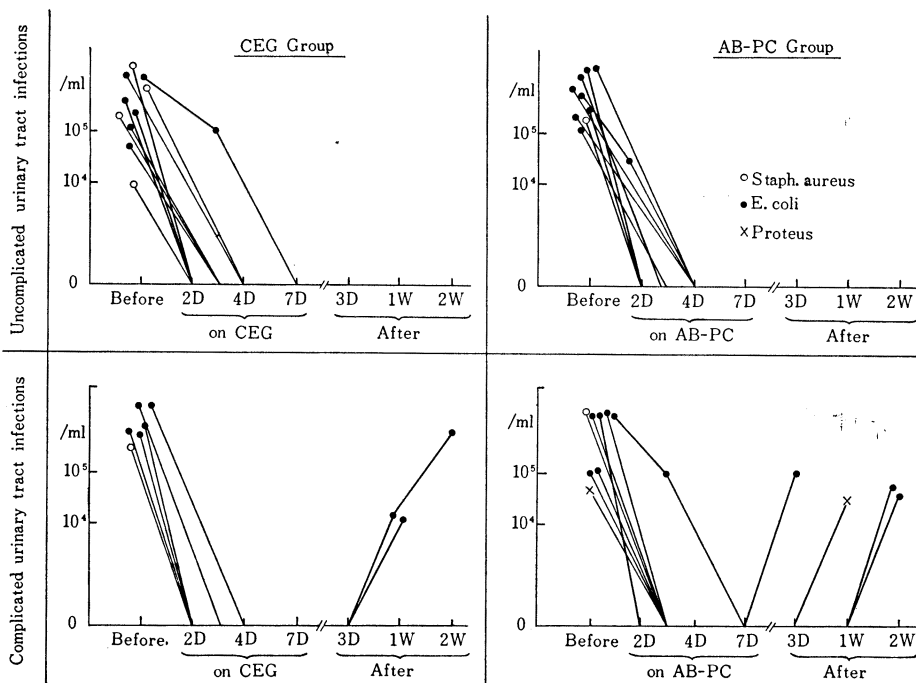 CEG Group
AB-PC Group
Uncomplicated urinary tract infections
/ml
10⁵
10⁴
0
Before 2D 4D 7D 3D 1W 2W
on CEG After
/ml
10⁵
10⁴
0
○ Staph. aureus
● E. coli
× Proteus
Before 2D 4D 7D 3D 1W 2W
on AB-PC After
Complicated urinary tract infections
/ml
10⁵
10⁴
0
Before. 2D 4D 7D 3D 1W 2W
on CEG After
/ml
10⁵
10⁴
0
Before 2D 4D 7D 3D 1W 2W
on AB-PC After